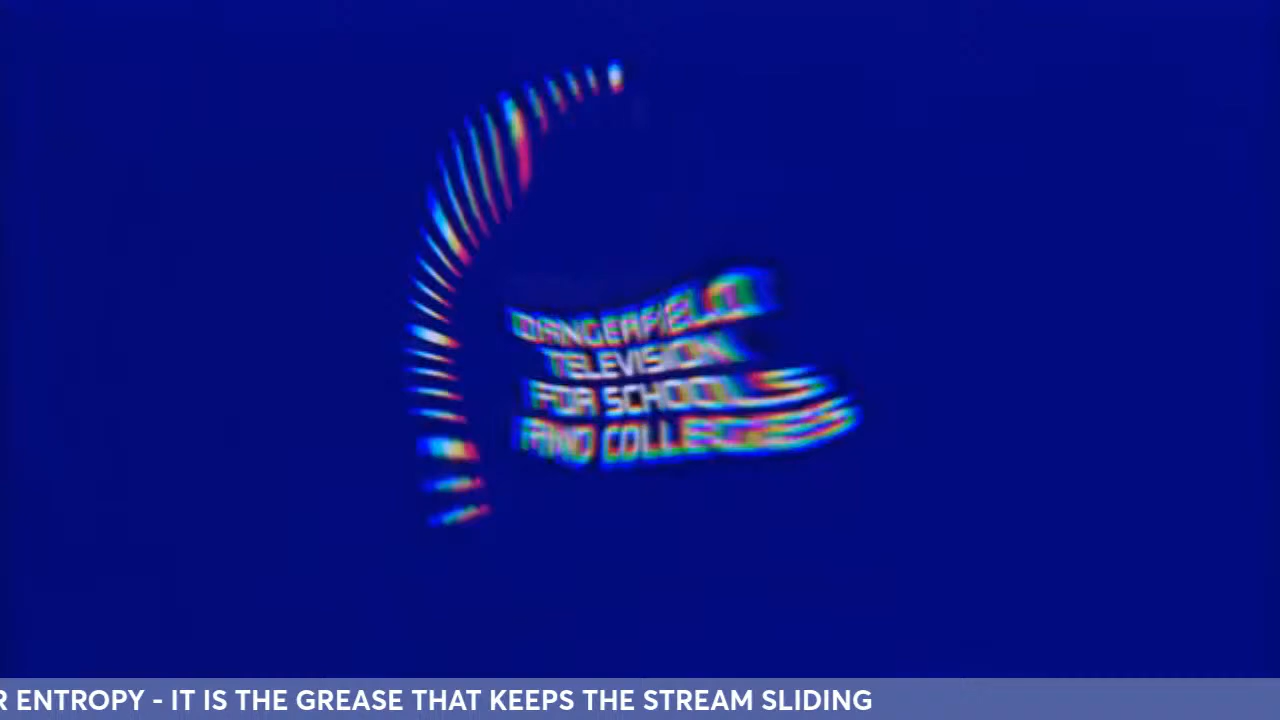 DANGERFIELD
TELEVISION
FOR SCHOOLS
AND COLLEGES
R ENTROPY - IT IS THE GREASE THAT KEEPS THE STREAM SLIDING